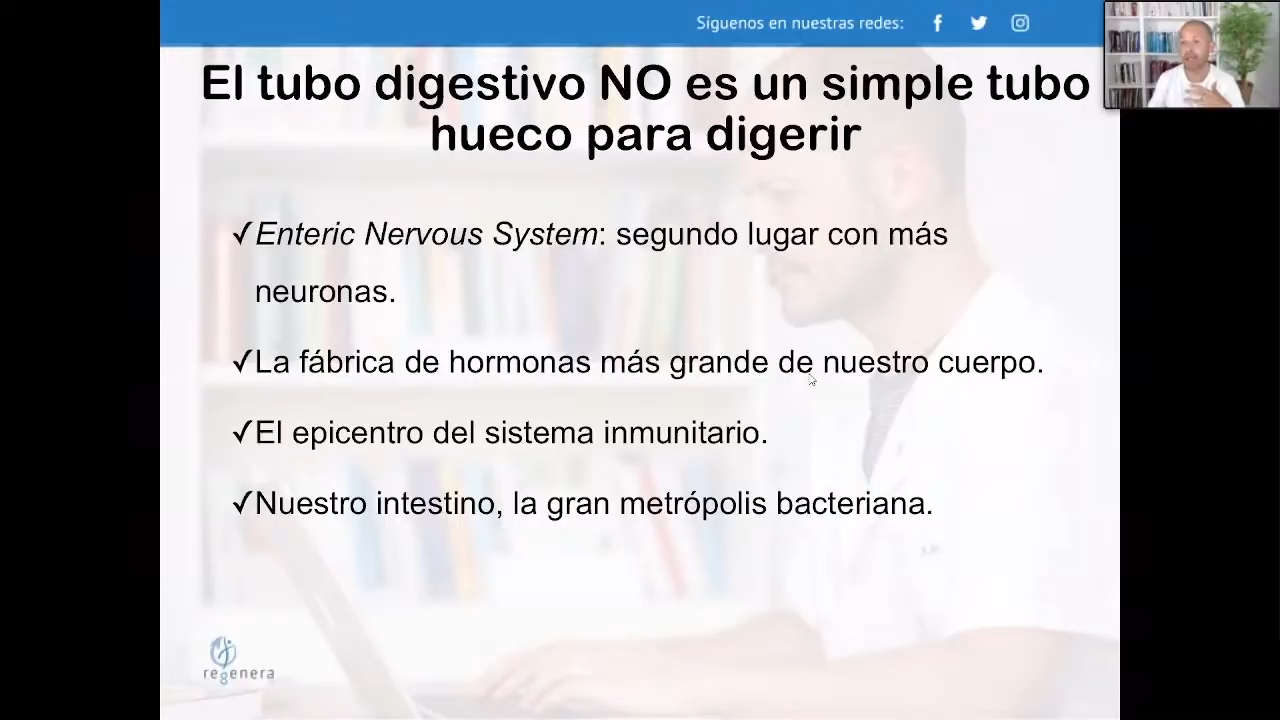 Síguenos en nuestras redes:
El tubo digestivo NO es un simple tubo
hueco para digerir
✓Enteric Nervous System: segundo lugar con más
neuronas.
✓La fábrica de hormonas más grande de nuestro cuerpo.
✓El epicentro del sistema inmunitario.
✓Nuestro intestino, la gran metrópolis bacteriana.
regenera